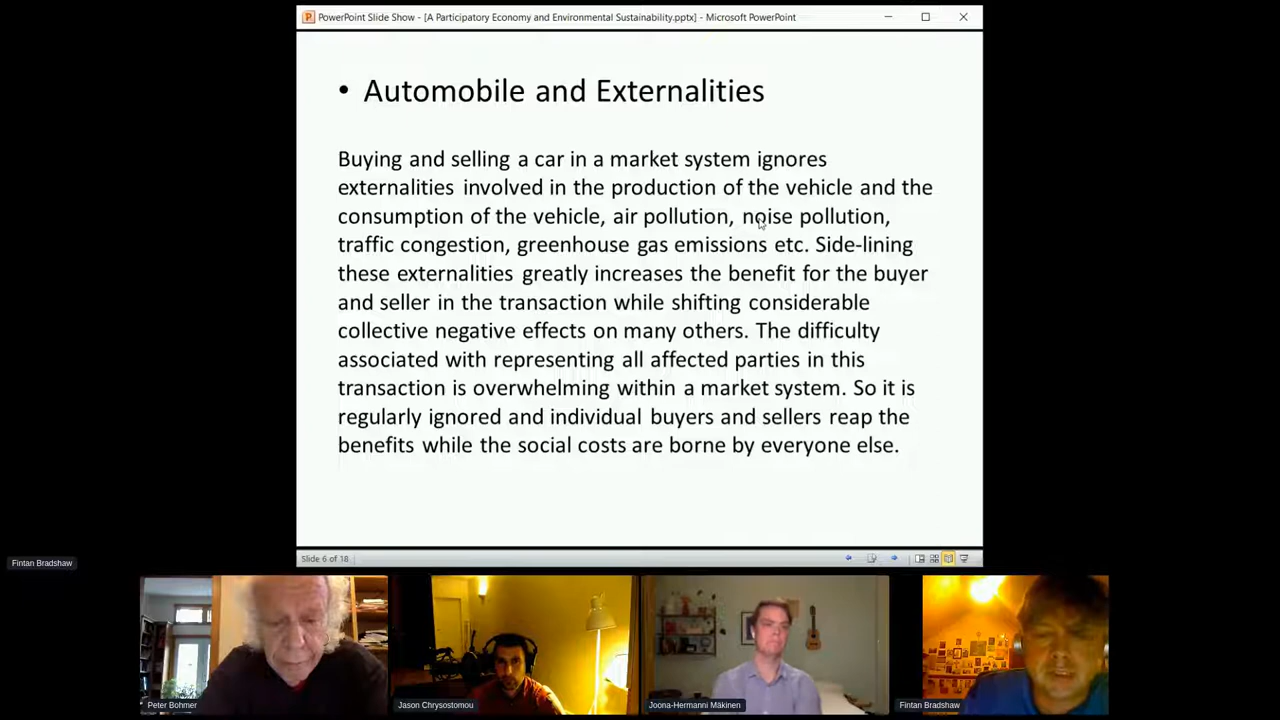 PowerPoint Slide Show - [A Participatory Economy and Environmental Sustainability.pptx] - Microsoft PowerPoint
• Automobile and Externalities
Buying and selling a car in a market system ignores
externalities involved in the production of the vehicle and the
consumption of the vehicle, air pollution, noise pollution,
traffic congestion, greenhouse gas emissions etc. Side-lining
these externalities greatly increases the benefit for the buyer
and seller in the transaction while shifting considerable
collective negative effects on many others. The difficulty
associated with representing all affected parties in this
transaction is overwhelming within a market system. So it is
regularly ignored and individual buyers and sellers reap the
benefits while the social costs are borne by everyone else.
Slide 6 of 18
Fintan Bradshaw
Peter Bohmer
Jason Chrysostomou
Joona-Hermanni Mäkinen
Fintan Bradshaw